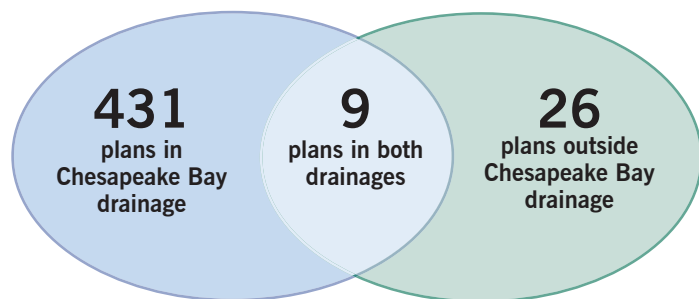 431
plans in
Chesapeake Bay
drainage
9
plans in both
drainages
26
plans outside
Chesapeake Bay
drainage